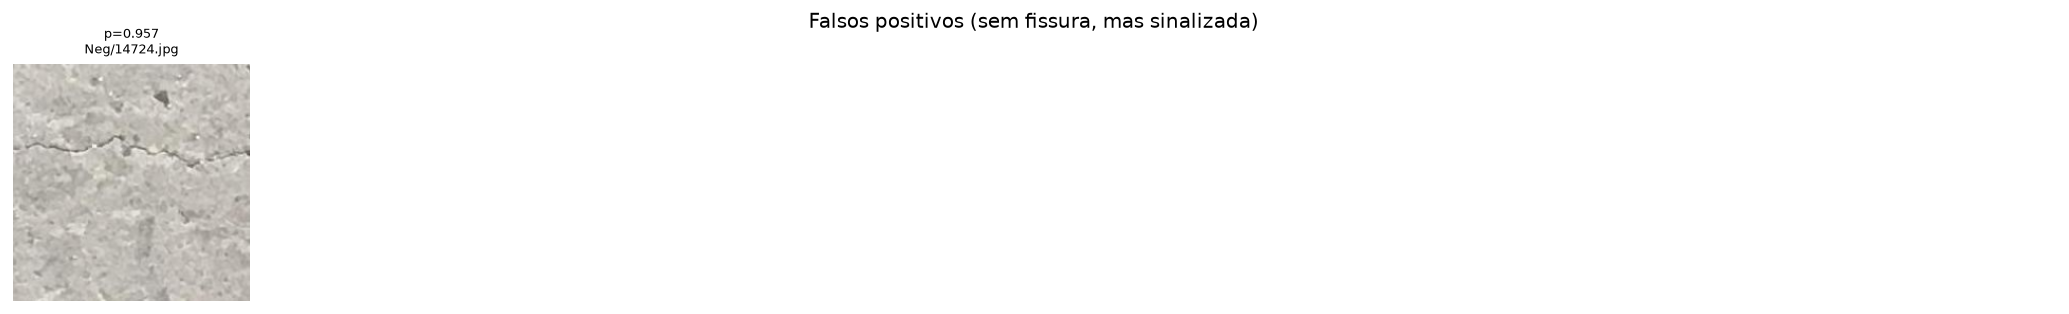 Falsos positivos (sem fissura, mas sinalizada)
p=0.957
Neg/14724.jpg